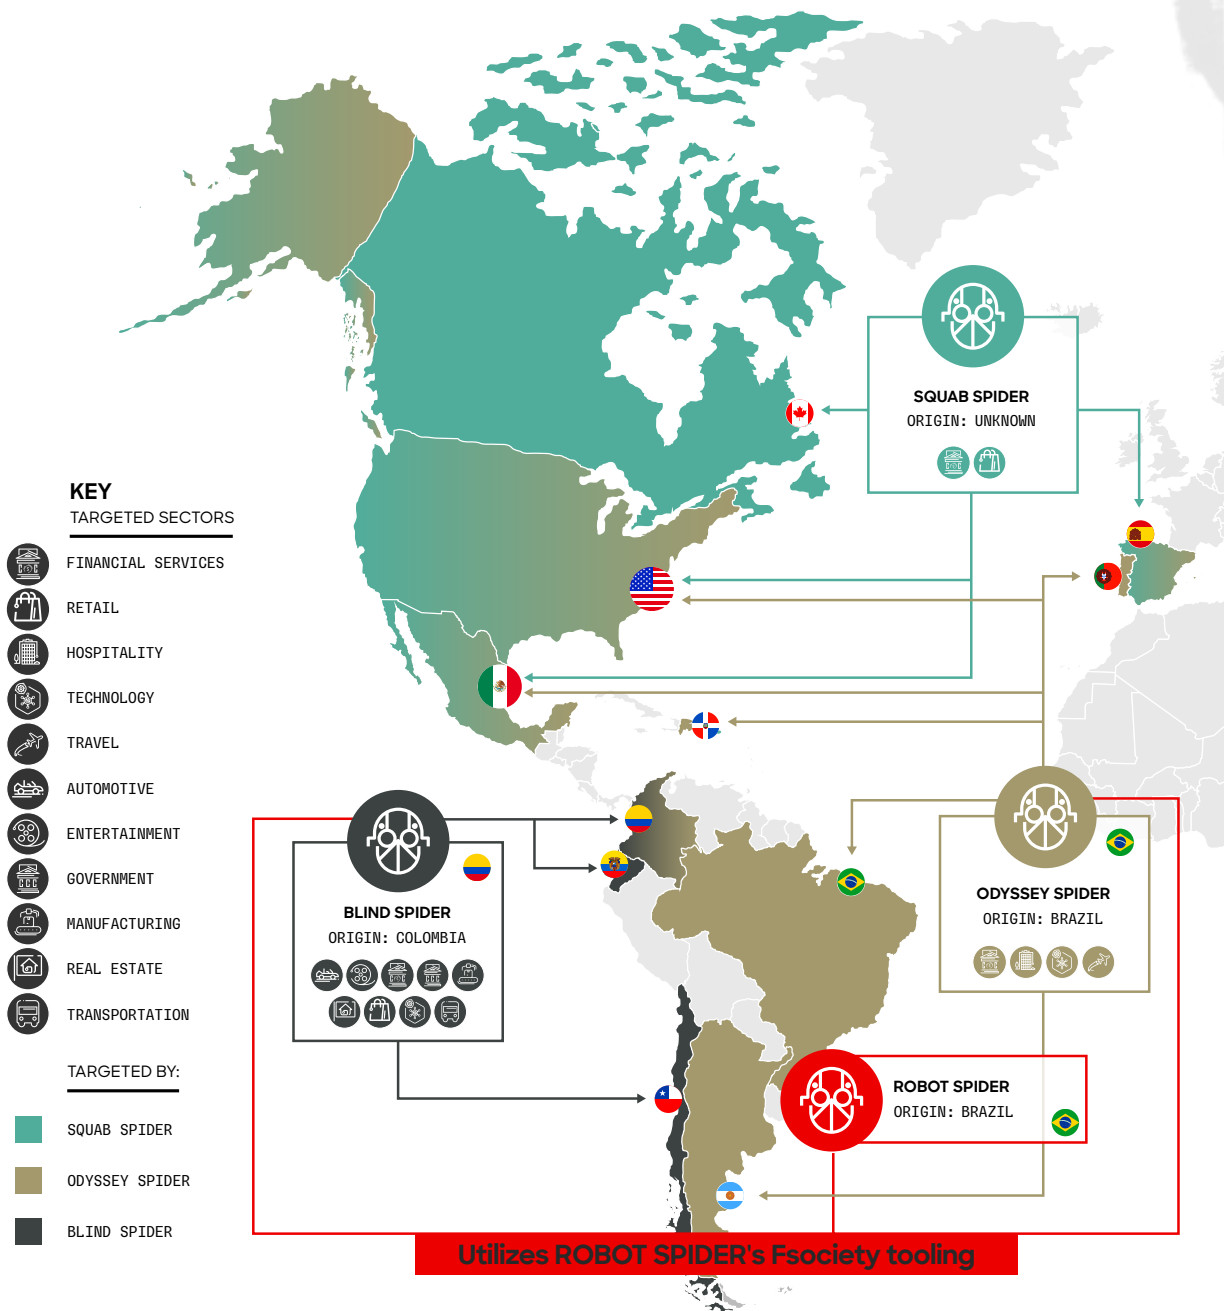 SQUAB SPIDER
ORIGIN: UNKNOWN
KEY
TARGETED SECTORS
FINANCIAL SERVICES
RETAIL
HOSPITALITY
TECHNOLOGY
TRAVEL
AUTOMOTIVE
ENTERTAINMENT
GOVERNMENT
MANUFACTURING
REAL ESTATE
TRANSPORTATION
TARGETED BY:
SQUAB SPIDER
ODYSSEY SPIDER
BLIND SPIDER
BLIND SPIDER
ORIGIN: COLOMBIA
ODYSSEY SPIDER
ORIGIN: BRAZIL
ROBOT SPIDER
ORIGIN: BRAZIL
Utilizes ROBOT SPIDER's Fsociety tooling